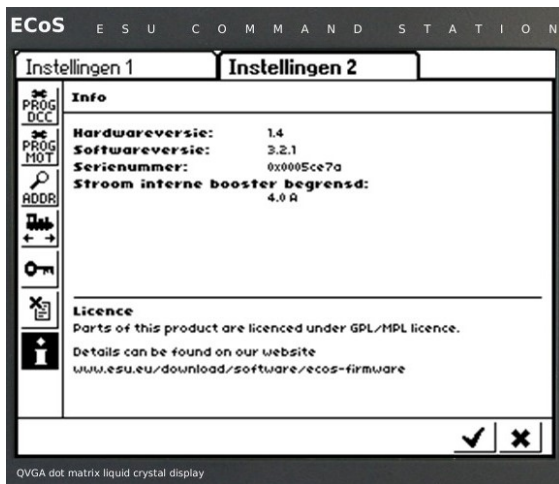 ECoS ESU COMMAND STATION
Instellingen 1 Instellingen 2
PROG DCC
Info
PROG MOT
Hardwareversie: 1.4
Softwareversie: 3.2.1
Serienummer: 0x0005ce7a
Stroom interne booster begrensd:
4.0 A
ADDR
Licence
Parts of this product are licenced under GPL/MPL licence.
Details can be found on our website
www.esu.eu/download/software/ecos-firmware
QVGA dot matrix liquid crystal display